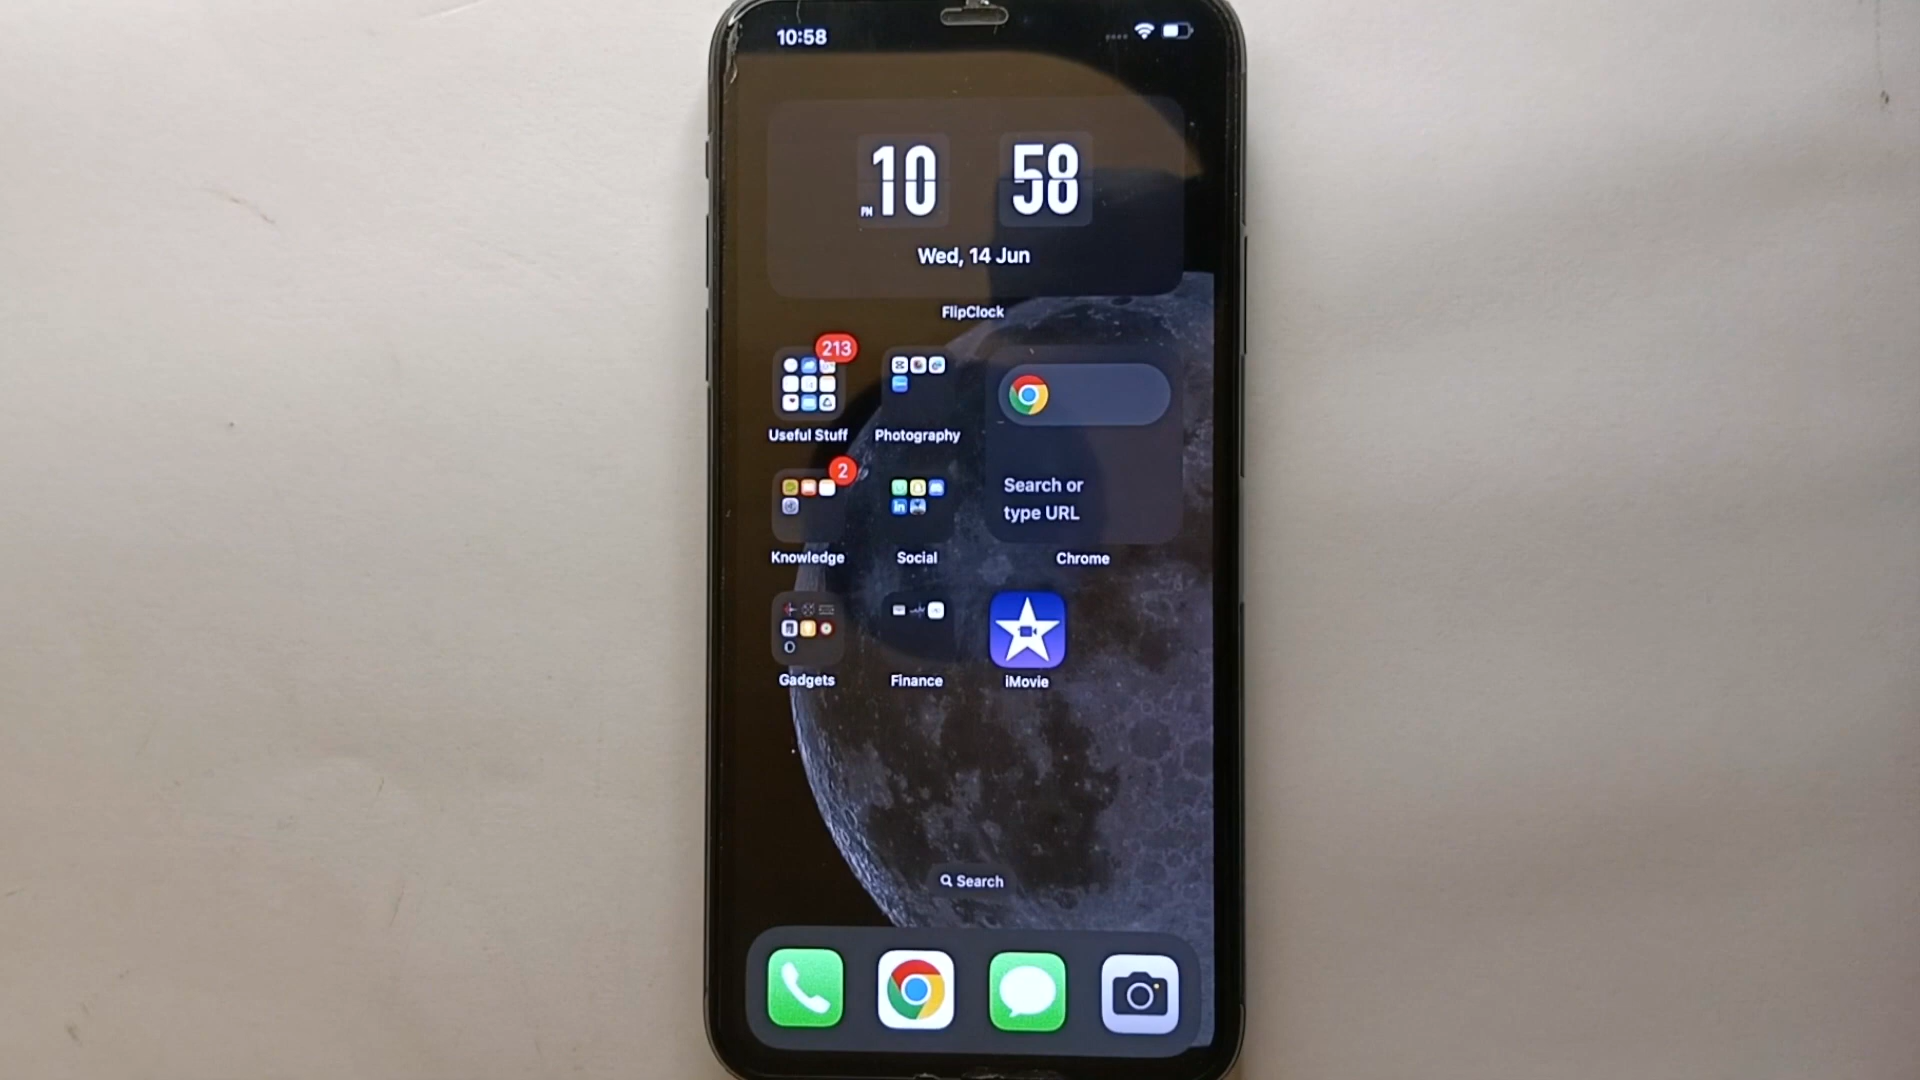 10:58
10 58
PM
Wed, 14 Jun
FlipClock
213
Useful Stuff
Photography
Search or
type URL
2
Knowledge
Social
Chrome
in
Gadgets
Finance
iMovie
Search